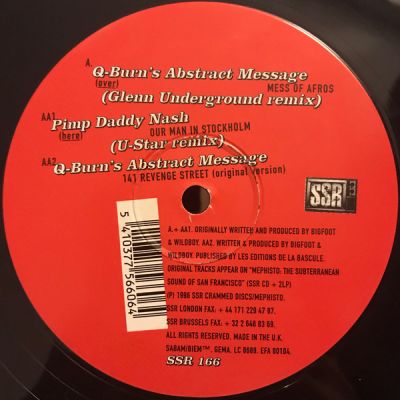 A.
Q-Burn's Abstract Message
(over)
MESS OF AFROS
(Glenn Underground remix)
AA1.
Pimp Daddy Nash
(here)
OUR MAN IN STOCKHOLM
(U-Star remix)
AA2.
Q-Burn's Abstract Message
141 REVENGE STREET (original version)
SSR
5 410377 566064
A.+ AA1. ORIGINALLY WRITTEN AND PRODUCED BY BIGFOOT
& WILDBOY. AA2. WRITTEN & PRODUCED BY BIGFOOT &
WILDBOY. PUBLISHED BY LES EDITIONS DE LA BASCULE.
ORIGINAL TRACKS APPEAR ON "MEPHISTO: THE SUBTERRANEAN
SOUND OF SAN FRANCISCO" (SSR CD + 2LP)
(P) 1996 SSR CRAMMED DISCS/MEPHISTO.
SSR LONDON FAX: + 44 171 229 47 97.
SSR BRUSSELS FAX: + 32 2 648 83 69.
ALL RIGHTS RESERVED. MADE IN THE U.K.
SABAM/BIEM™. GEMA. LC 8689. EFA 80184.
SSR 166